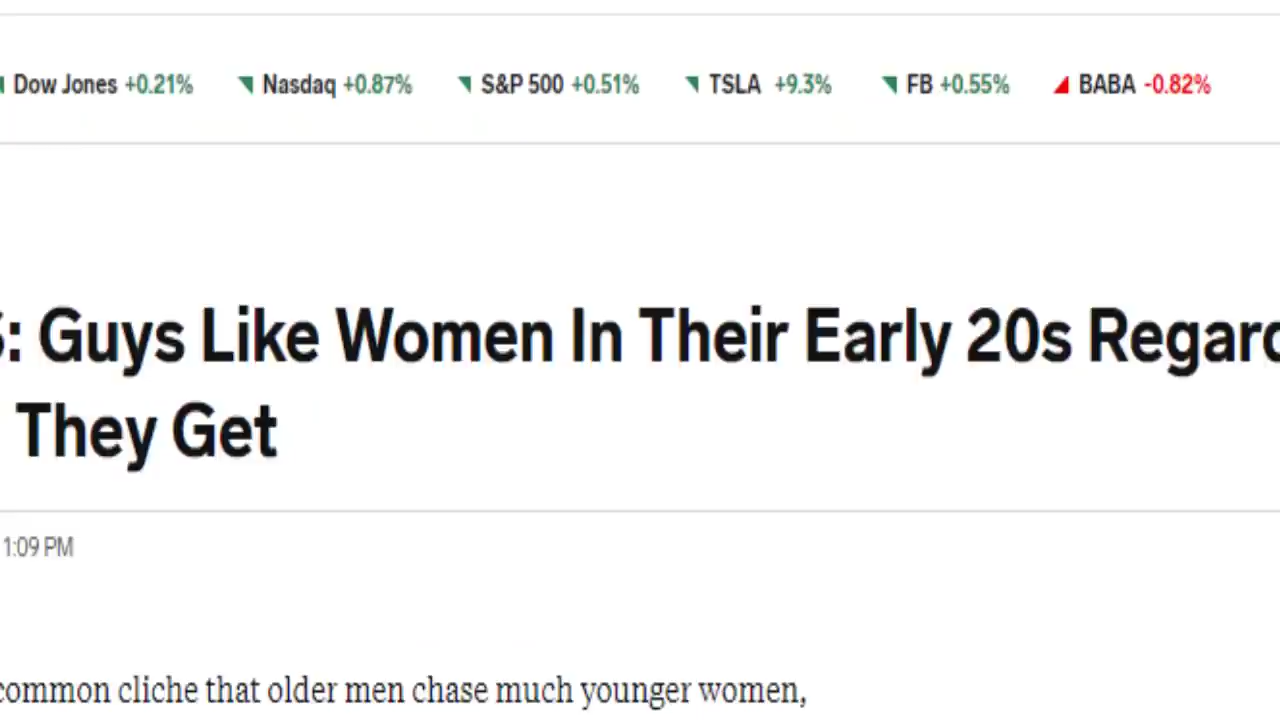 Dow Jones +0.21% Nasdaq +0.87% S&P 500 +0.51% TSLA +9.3% FB +0.55% BABA -0.82%
: Guys Like Women In Their Early 20s Regard
They Get
1:09 PM
common cliche that older men chase much younger women,